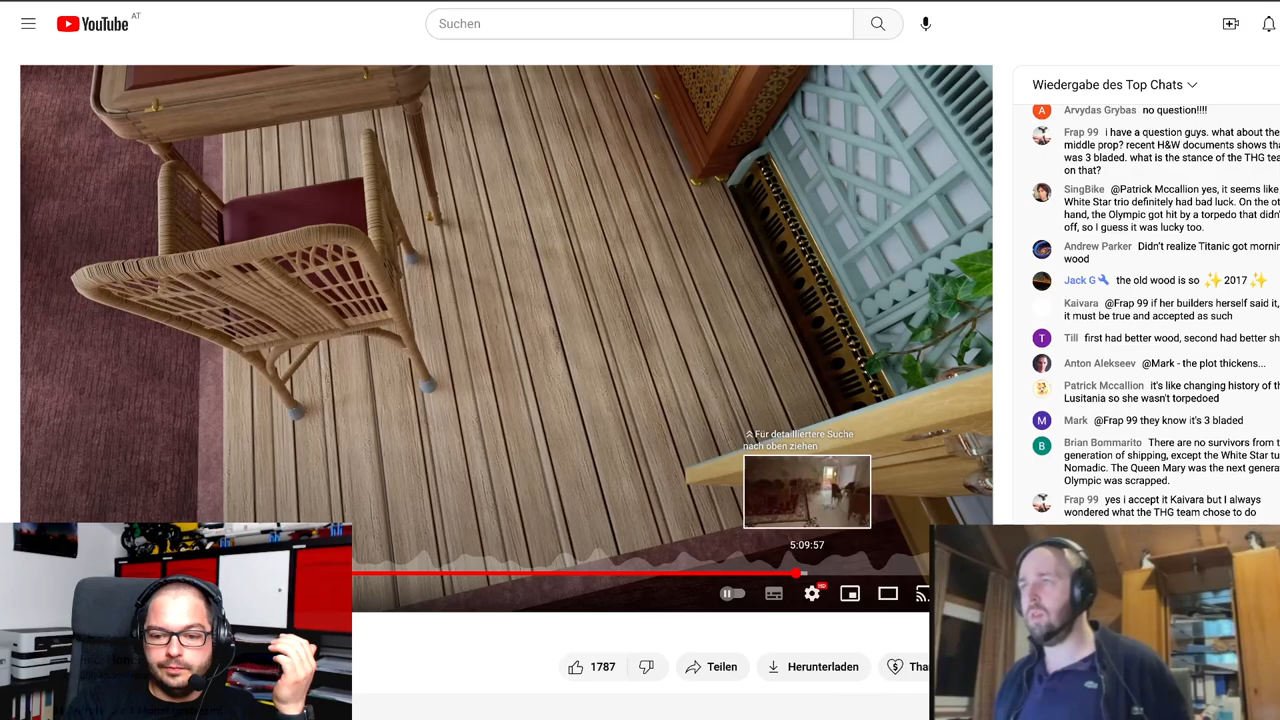 YouTube AT
Suchen
Wiedergabe des Top Chats
A Arvydas Grybas no question!!!!
Frap 99 i have a question guys. what about the
middle prop? recent H&W documents shows tha
was 3 bladed. what is the stance of the THG tea
on that?
SingBike @Patrick Mccallion yes, it seems like
White Star trio definitely had bad luck. On the ot
hand, the Olympic got hit by a torpedo that didn'
off, so I guess it was lucky too.
Andrew Parker Didn't realize Titanic got mornin
wood
Jack G the old wood is so ✨ 2017 ✨
Kaivara @Frap 99 if her builders herself said it,
it must be true and accepted as such
T Till first had better wood, second had better sh
Anton Alekseev @Mark - the plot thickens...
Patrick Mccallion it's like changing history of th
Lusitania so she wasn't torpedoed
M Mark @Frap 99 they know it's 3 bladed
B Brian Bommarito There are no survivors from t
generation of shipping, except the White Star tu
Nomadic. The Queen Mary was the next genera
Olympic was scrapped.
Frap 99 yes i accept it Kaivara but I always
wondered what the THG team chose to do
Für detailliertere Suche
nach oben ziehen
5:09:57
HD
1787
Teilen
Herunterladen
Tha